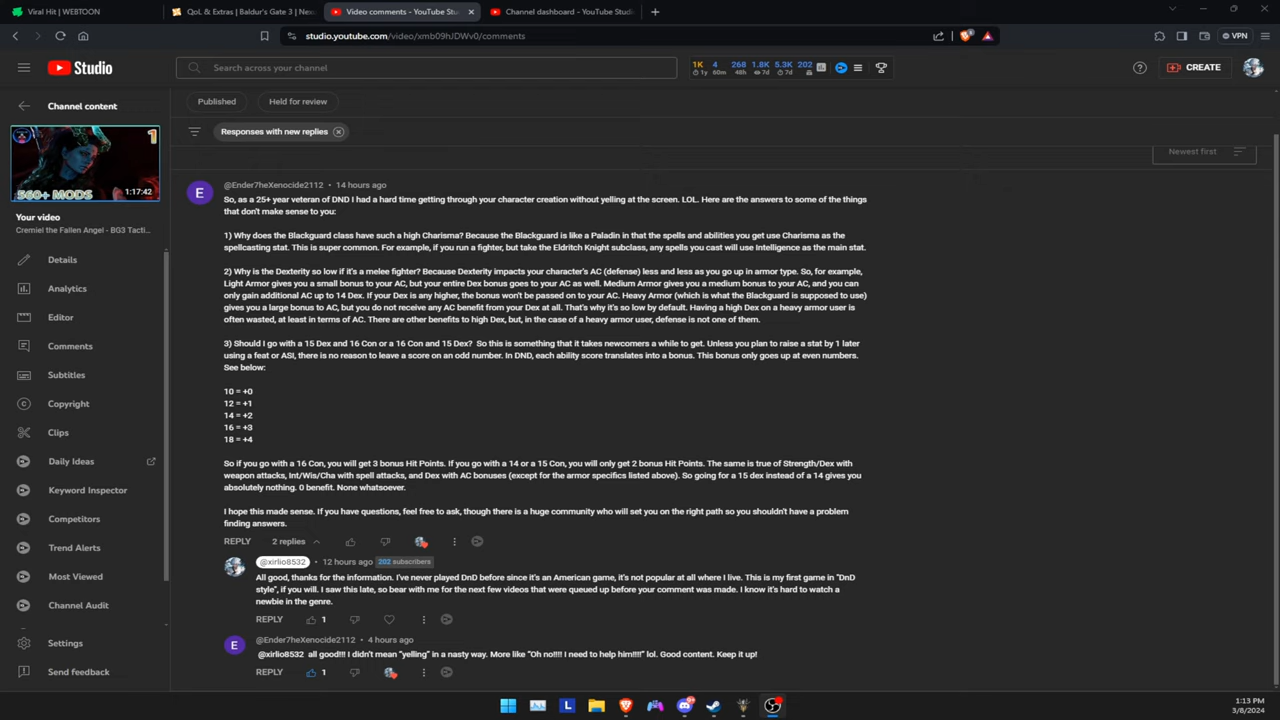 Viral Hit | WEBTOON
QoL & Extras | Baldur's Gate 3 | Nex
Video comments - YouTube Stu
Channel dashboard - YouTube Studi
studio.youtube.com/video/xmb09hJDWv0/comments
VPN
Studio
Search across your channel
1K 4 268 1.8K 5.3K 202
1y 60m 48h 7d 7d
CREATE
Channel content
Published
Held for review
Responses with new replies
Newest first
1
560+ MODS
1:17:42
Your video
Cremiel the Fallen Angel - BG3 Tacti...
Details
Analytics
Editor
Comments
Subtitles
Copyright
Clips
Daily Ideas
Keyword Inspector
Competitors
Trend Alerts
Most Viewed
Channel Audit
Settings
Send feedback
E
@Ender7heXenocide2112 • 14 hours ago
So, as a 25+ year veteran of DND I had a hard time getting through your character creation without yelling at the screen. LOL. Here are the answers to some of the things
that don't make sense to you:
1) Why does the Blackguard class have such a high Charisma? Because the Blackguard is like a Paladin in that the spells and abilities you get use Charisma as the
spellcasting stat. This is super common. For example, if you run a fighter, but take the Eldritch Knight subclass, any spells you cast will use Intelligence as the main stat.
2) Why is the Dexterity so low if it's a melee fighter? Because Dexterity impacts your character's AC (defense) less and less as you go up in armor type. So, for example,
Light Armor gives you a small bonus to your AC, but your entire Dex bonus goes to your AC as well. Medium Armor gives you a medium bonus to your AC, and you can
only gain additional AC up to 14 Dex. If your Dex is any higher, the bonus won't be passed on to your AC. Heavy Armor (which is what the Blackguard is supposed to use)
gives you a large bonus to AC, but you do not receive any AC benefit from your Dex at all. That's why it's so low by default. Having a high Dex on a heavy armor user is
often wasted, at least in terms of AC. There are other benefits to high Dex, but, in the case of a heavy armor user, defense is not one of them.
3) Should I go with a 15 Dex and 16 Con or a 16 Con and 15 Dex? So this is something that it takes newcomers a while to get. Unless you plan to raise a stat by 1 later
using a feat or ASI, there is no reason to leave a score on an odd number. In DND, each ability score translates into a bonus. This bonus only goes up at even numbers.
See below:
10 = +0
12 = +1
14 = +2
16 = +3
18 = +4
So if you go with a 16 Con, you will get 3 bonus Hit Points. If you go with a 14 or a 15 Con, you will only get 2 bonus Hit Points. The same is true of Strength/Dex with
weapon attacks, Int/Wis/Cha with spell attacks, and Dex with AC bonuses (except for the armor specifics listed above). So going for a 15 dex instead of a 14 gives you
absolutely nothing. 0 benefit. None whatsoever.
I hope this made sense. If you have questions, feel free to ask, though there is a huge community who will set you on the right path so you shouldn't have a problem
finding answers.
REPLY 2 replies
@xirlio8532 • 12 hours ago 202 subscribers
All good, thanks for the information. I've never played DnD before since it's an American game, it's not popular at all where I live. This is my first game in "DnD
style", if you will. I saw this late, so bear with me for the next few videos that were queued up before your comment was made. I know it's hard to watch a
newbie in the genre.
REPLY 1
E
@Ender7heXenocide2112 • 4 hours ago
@xirlio8532 all good!!! I didn't mean "yelling" in a nasty way. More like "Oh no!!!! I need to help him!!!!" lol. Good content. Keep it up!
REPLY 1
L
1:13 PM
3/8/2024